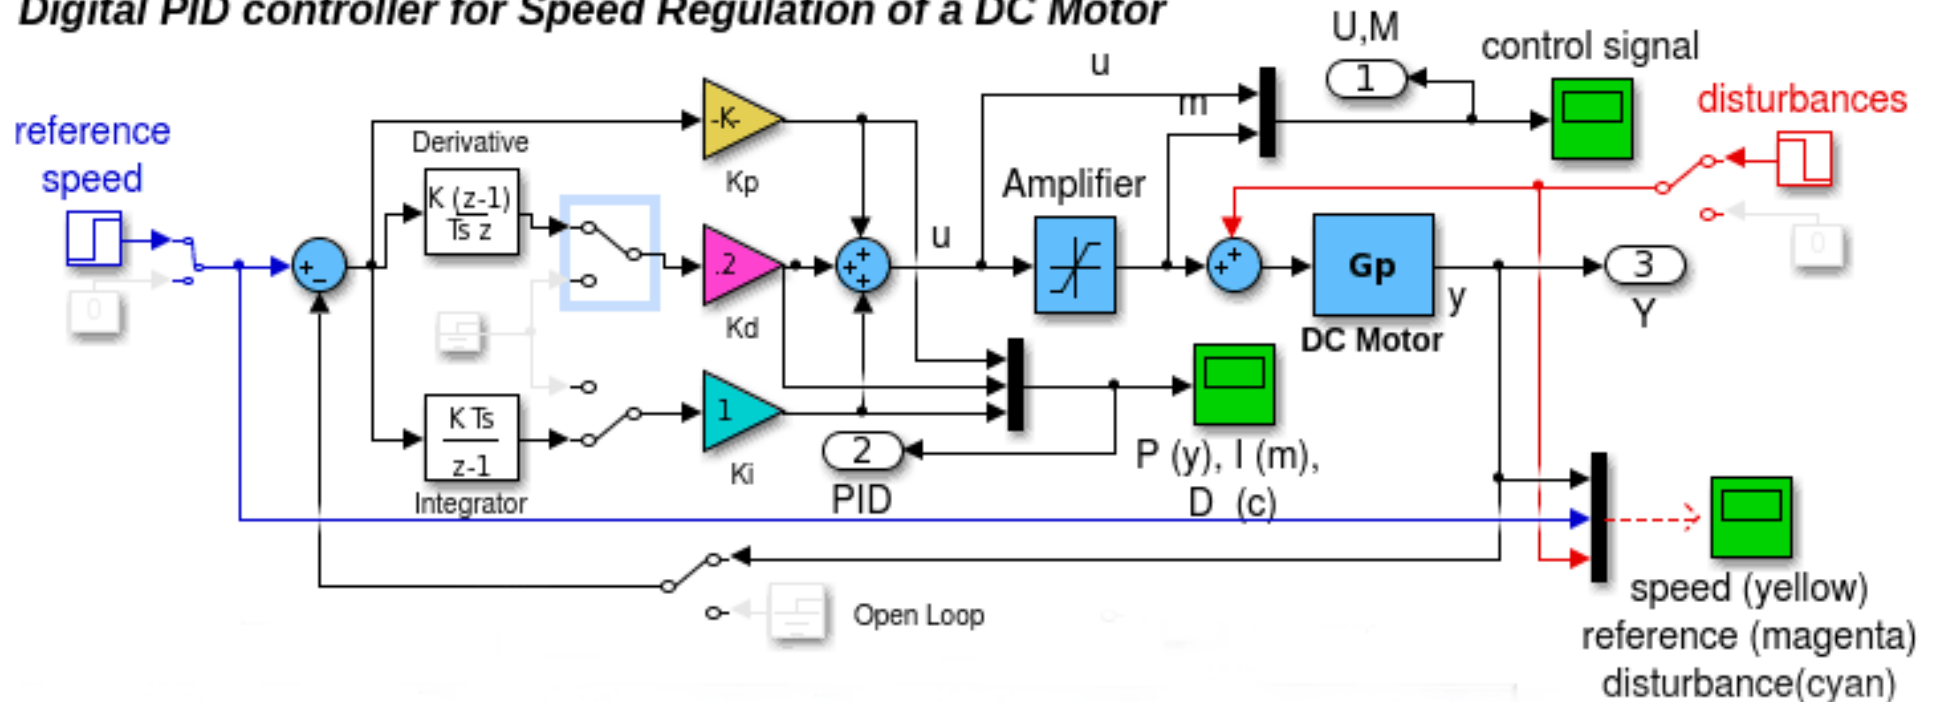 Digital PID controller for Speed Regulation of a DC Motor
U,M
1
control signal
u
m
disturbances
reference
speed
Derivative
K (z-1)
Ts z
-K-
Kp
Amplifier
+
−
.2
Kd
+
+
+
u
+
+
Gp
DC Motor
y
3
Y
0
0
K Ts
z-1
Integrator
1
Ki
2
PID
P (y), I (m),
D (c)
Open Loop
speed (yellow)
reference (magenta)
disturbance(cyan)